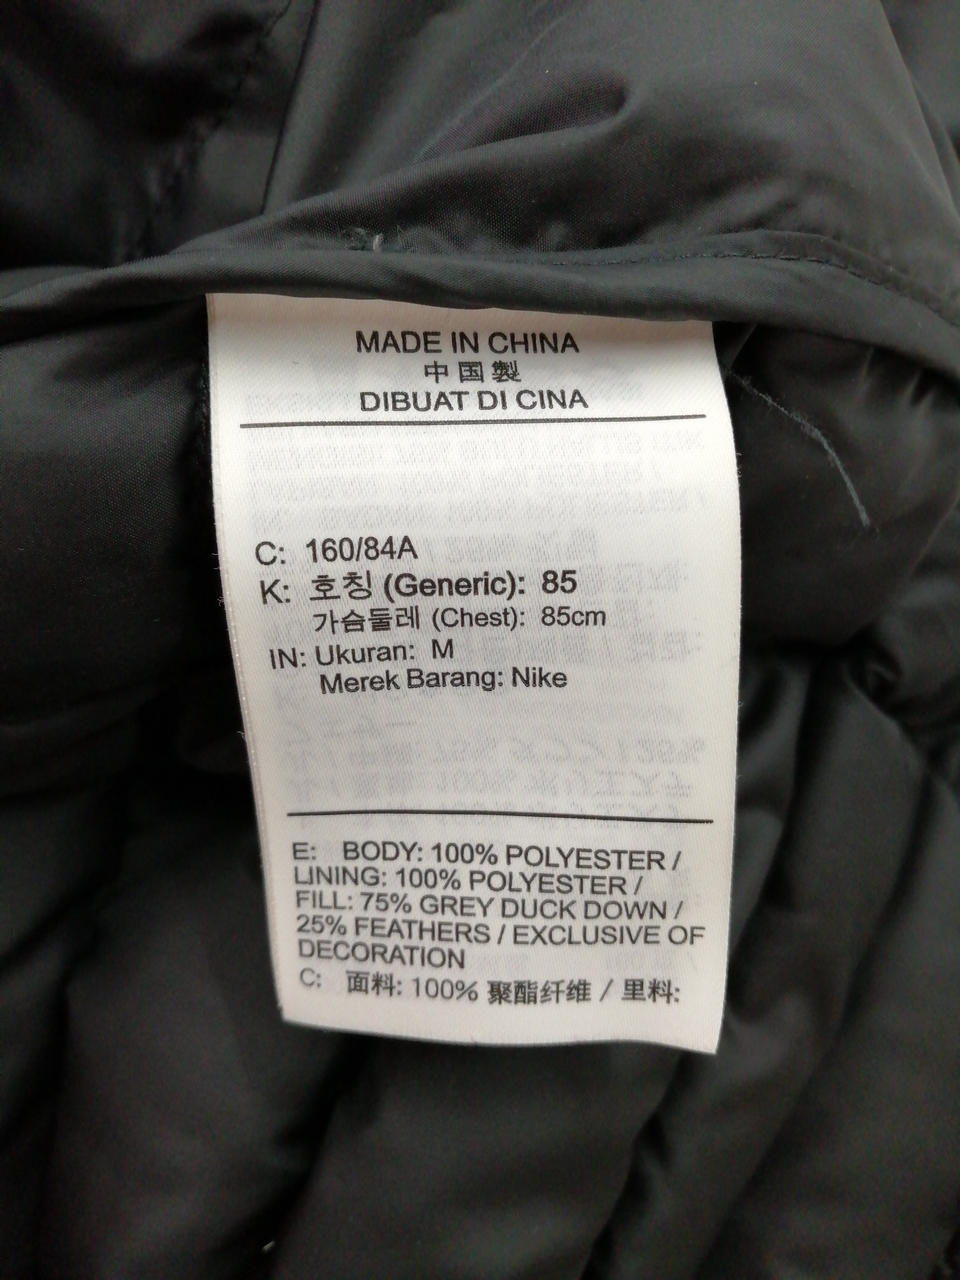 MADE IN CHINA
中国製
DIBUAT DI CINA
C: 160/84A
K: 호칭 (Generic): 85
가슴둘레 (Chest): 85cm
IN: Ukuran: M
Merek Barang: Nike
E: BODY: 100% POLYESTER /
LINING: 100% POLYESTER /
FILL: 75% GREY DUCK DOWN /
25% FEATHERS / EXCLUSIVE OF
DECORATION
C: 面料: 100% 聚酯纤维 / 里料: